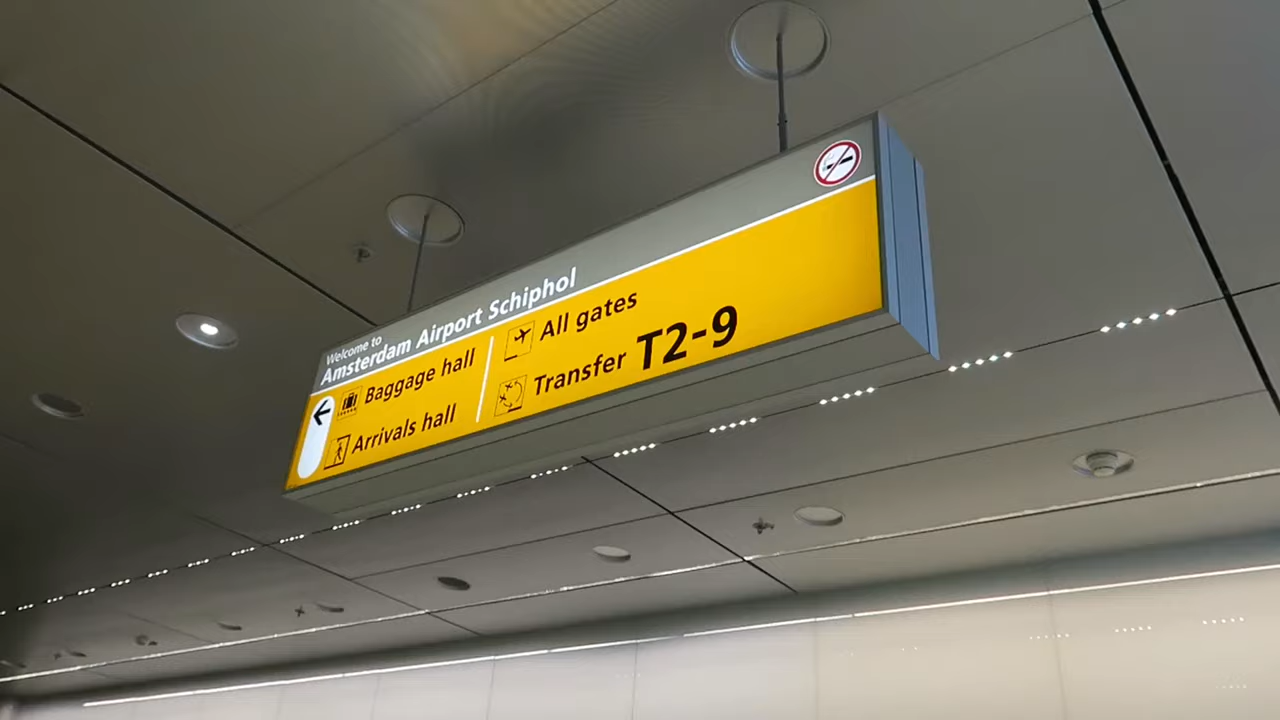 Welcome to
Amsterdam Airport Schiphol
Baggage hall
Arrivals hall
All gates
Transfer T2-9